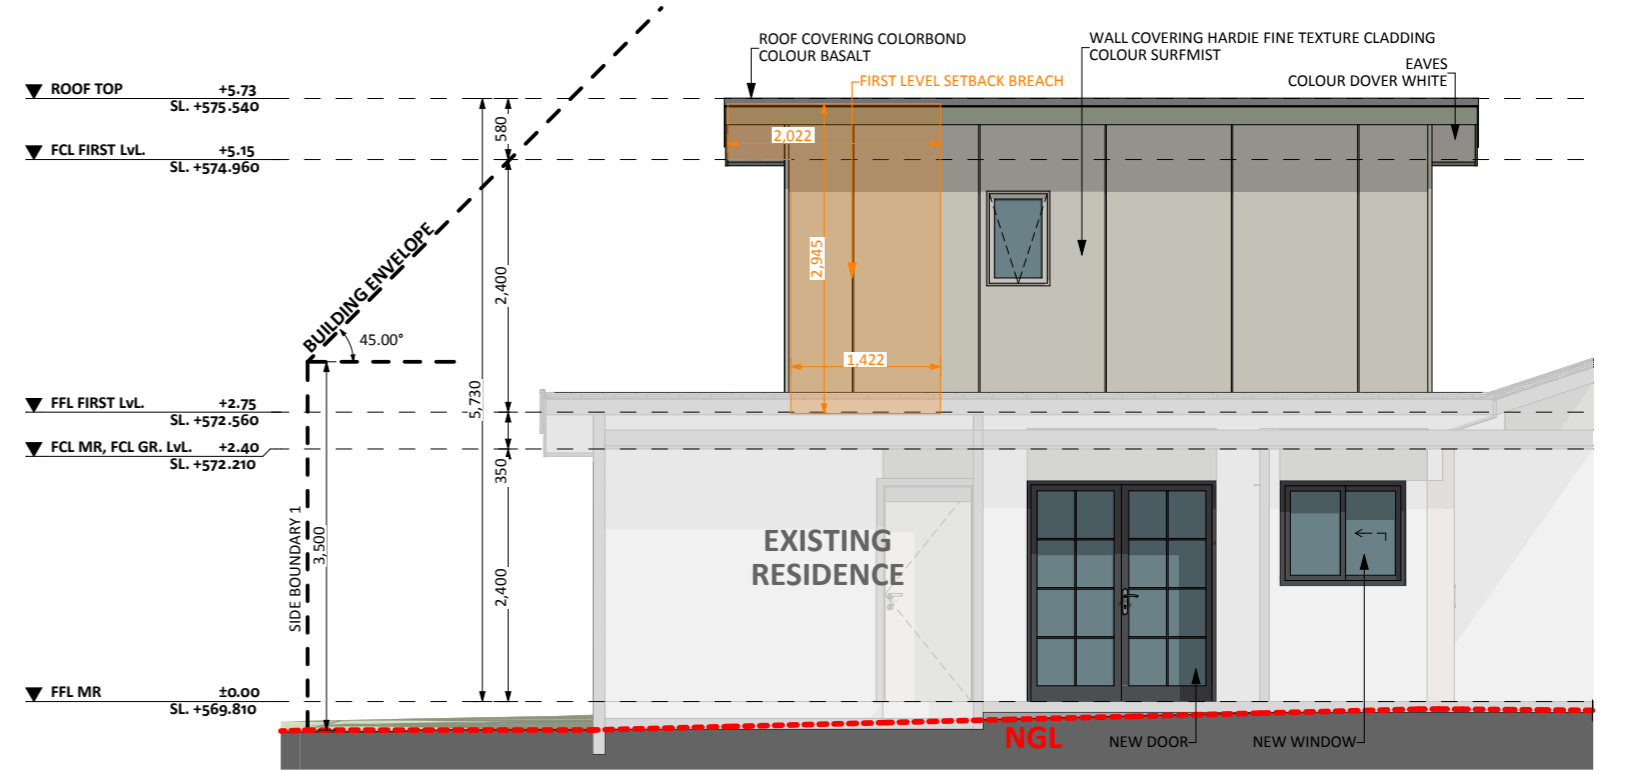 ROOF COVERING COLORBOND
COLOUR BASALT
WALL COVERING HARDIE FINE TEXTURE CLADDING
COLOUR SURFMIST
EAVES
COLOUR DOVER WHITE
FIRST LEVEL SETBACK BREACH
ROOF TOP +5.73
SL. +575.540
580
2,022
FCL FIRST LvL. +5.15
SL. +574.960
BUILDING ENVELOPE
2,400
2,945
45.00°
1,422
5,730
FFL FIRST LvL. +2.75
SL. +572.560
FCL MR, FCL GR. LvL. +2.40
SL. +572.210
350
SIDE BOUNDARY 1
3,500
2,400
EXISTING
RESIDENCE
FFL MR ±0.00
SL. +569.810
NGL
NEW DOOR
NEW WINDOW